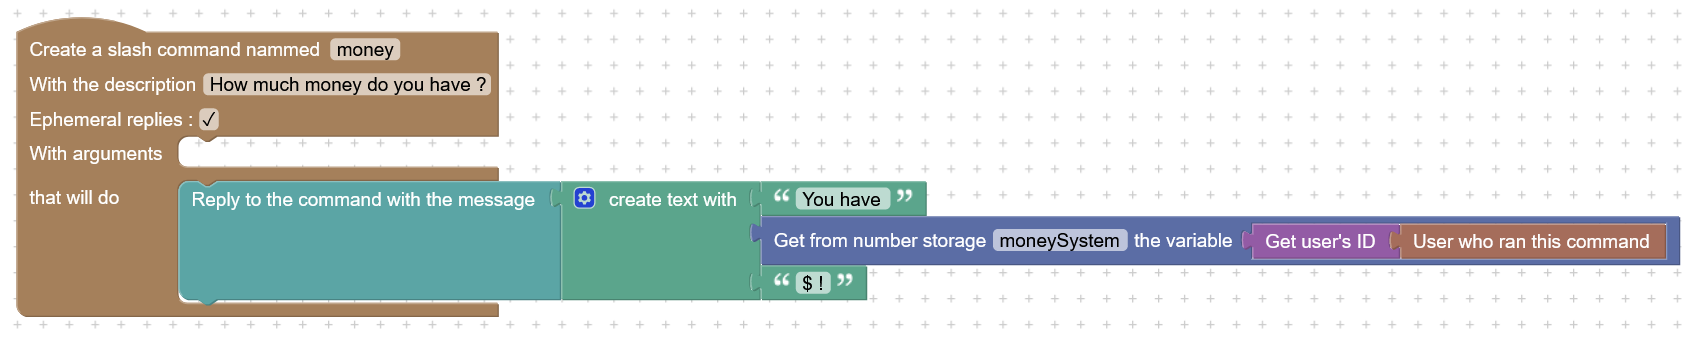 Create a slash command nammed money
With the description How much money do you have ?
Ephemeral replies : ✓
With arguments
that will do Reply to the command with the message create text with “ You have ”
Get from number storage moneySystem the variable Get user's ID User who ran this command
“ $ ! ”